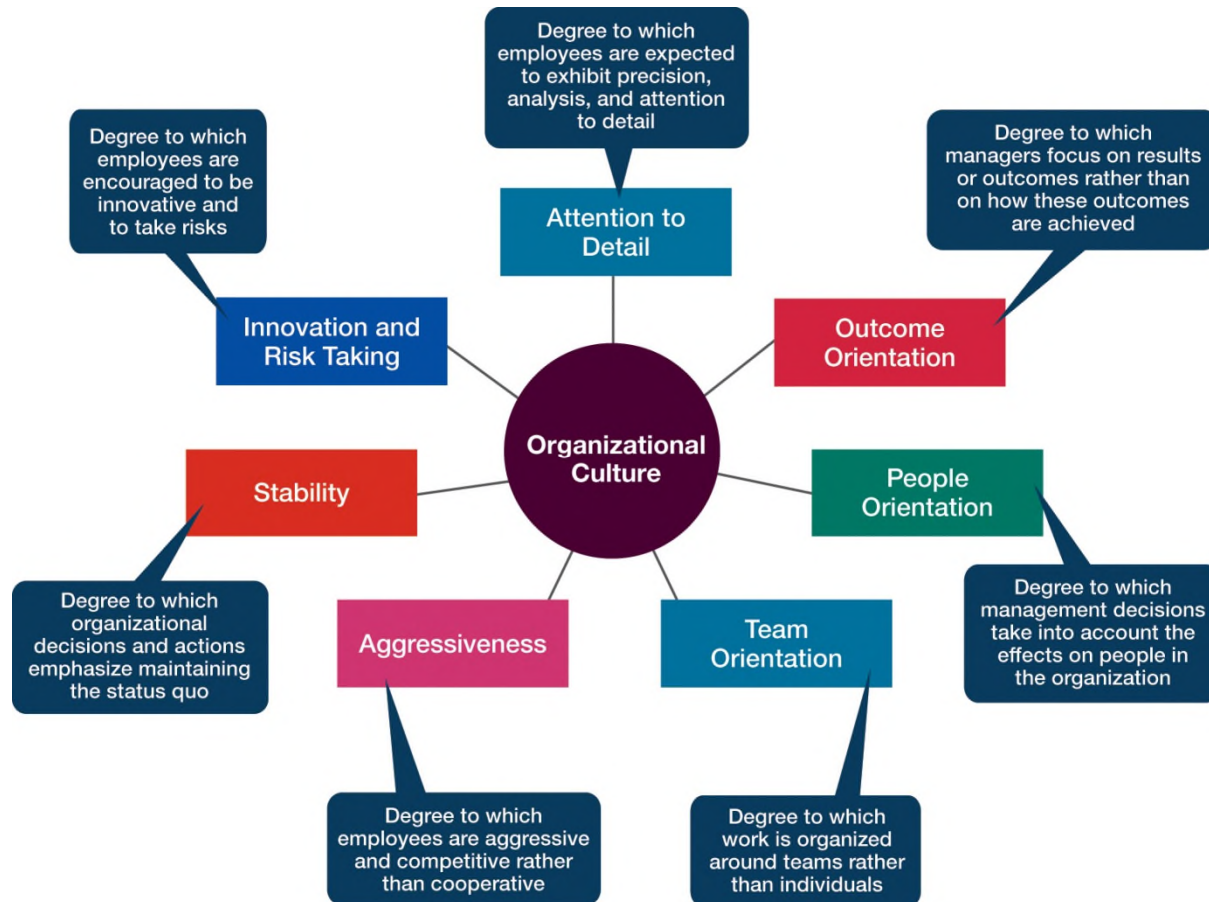 Degree to which
employees are expected
to exhibit precision,
analysis, and attention
to detail
Attention to
Detail
Degree to which
employees are
encouraged to be
innovative and
to take risks
Innovation and
Risk Taking
Degree to which
managers focus on results
or outcomes rather than
on how these outcomes
are achieved
Outcome
Orientation
Organizational
Culture
Stability
Degree to which
organizational
decisions and actions
emphasize maintaining
the status quo
People
Orientation
Degree to which
management decisions
take into account the
effects on people in
the organization
Aggressiveness
Degree to which
employees are aggressive
and competitive rather
than cooperative
Team
Orientation
Degree to which
work is organized
around teams rather
than individuals